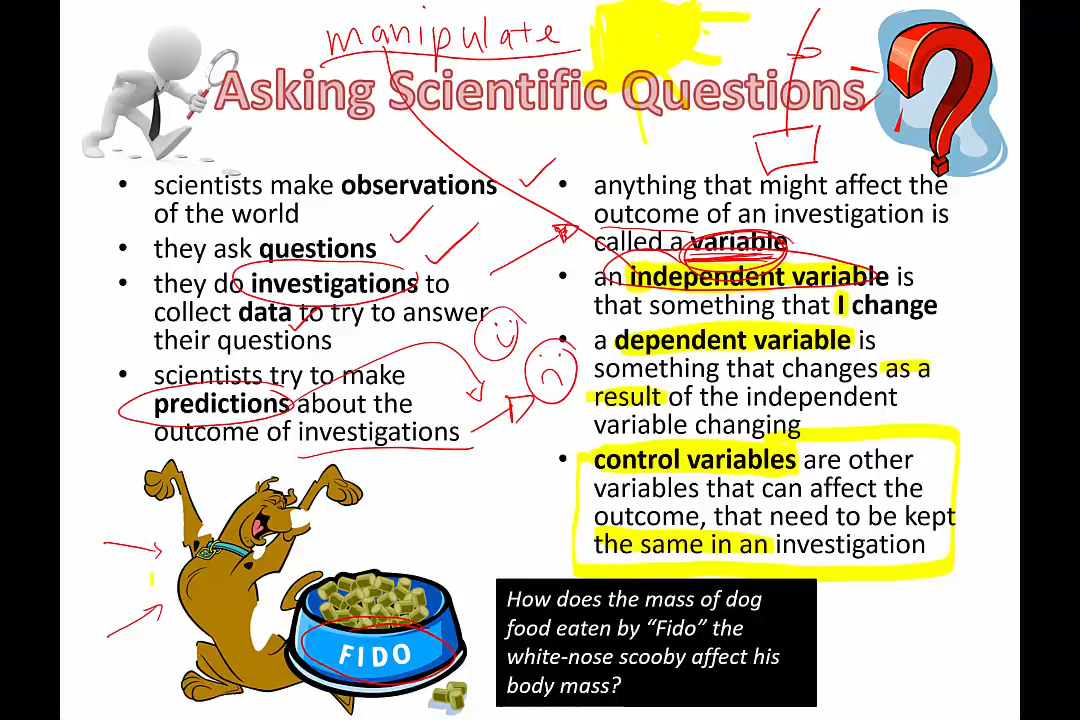 manipulate
Asking Scientific Questions
• scientists make observations
of the world
• they ask questions
• they do investigations to
collect data to try to answer
their questions
• scientists try to make
predictions about the
outcome of investigations
• anything that might affect the
outcome of an investigation is
called a variable
• an independent variable is
that something that I change
• a dependent variable is
something that changes as a
result of the independent
variable changing
• control variables are other
variables that can affect the
outcome, that need to be kept
the same in an investigation
FIDO
How does the mass of dog
food eaten by “Fido” the
white-nose scooby affect his
body mass?